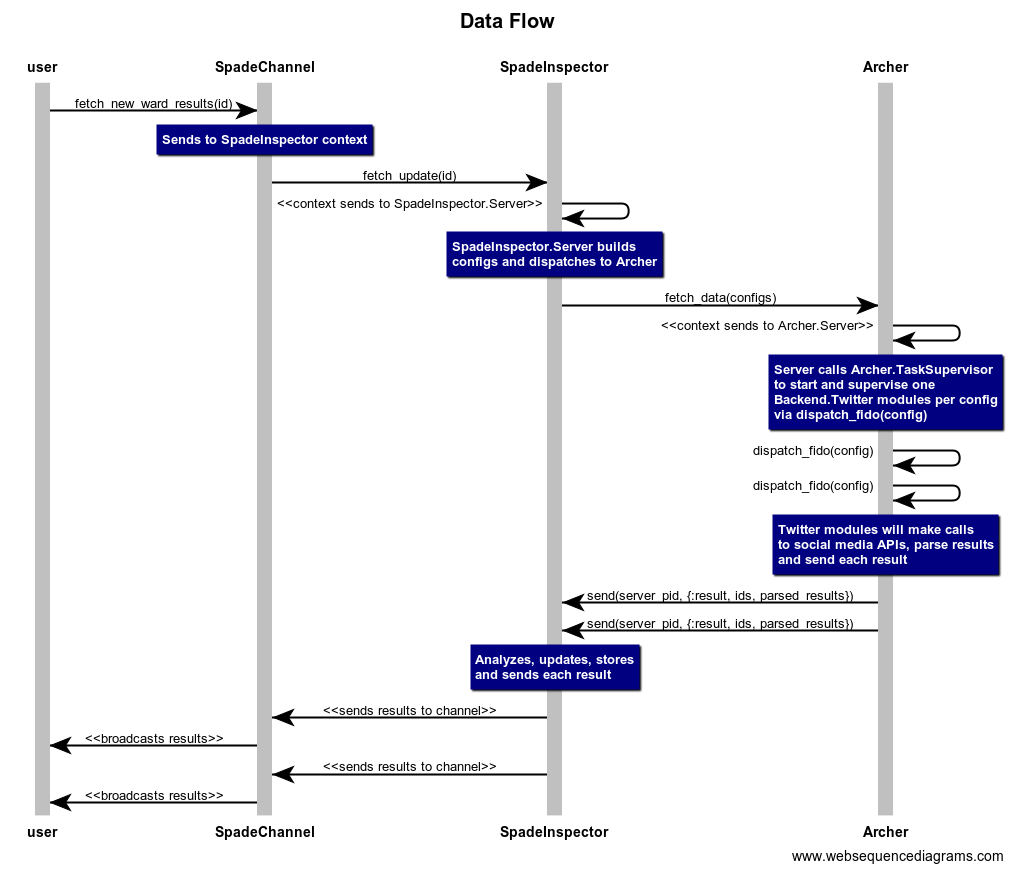 Data Flow
user SpadeChannel SpadeInspector Archer
fetch_new_ward_results(id)
Sends to SpadeInspector context
fetch_update(id)
<<context sends to SpadeInspector.Server>>
SpadeInspector.Server builds
configs and dispatches to Archer
fetch_data(configs)
<<context sends to Archer.Server>>
Server calls Archer.TaskSupervisor
to start and supervise one
Backend.Twitter modules per config
via dispatch_fido(config)
dispatch_fido(config)
dispatch_fido(config)
Twitter modules will make calls
to social media APIs, parse results
and send each result
send(server_pid, {:result, ids, parsed_results})
send(server_pid, {:result, ids, parsed_results})
Analyzes, updates, stores
and sends each result
<<sends results to channel>>
<<broadcasts results>>
<<sends results to channel>>
<<broadcasts results>>
user SpadeChannel SpadeInspector Archer
www.websequencediagrams.com